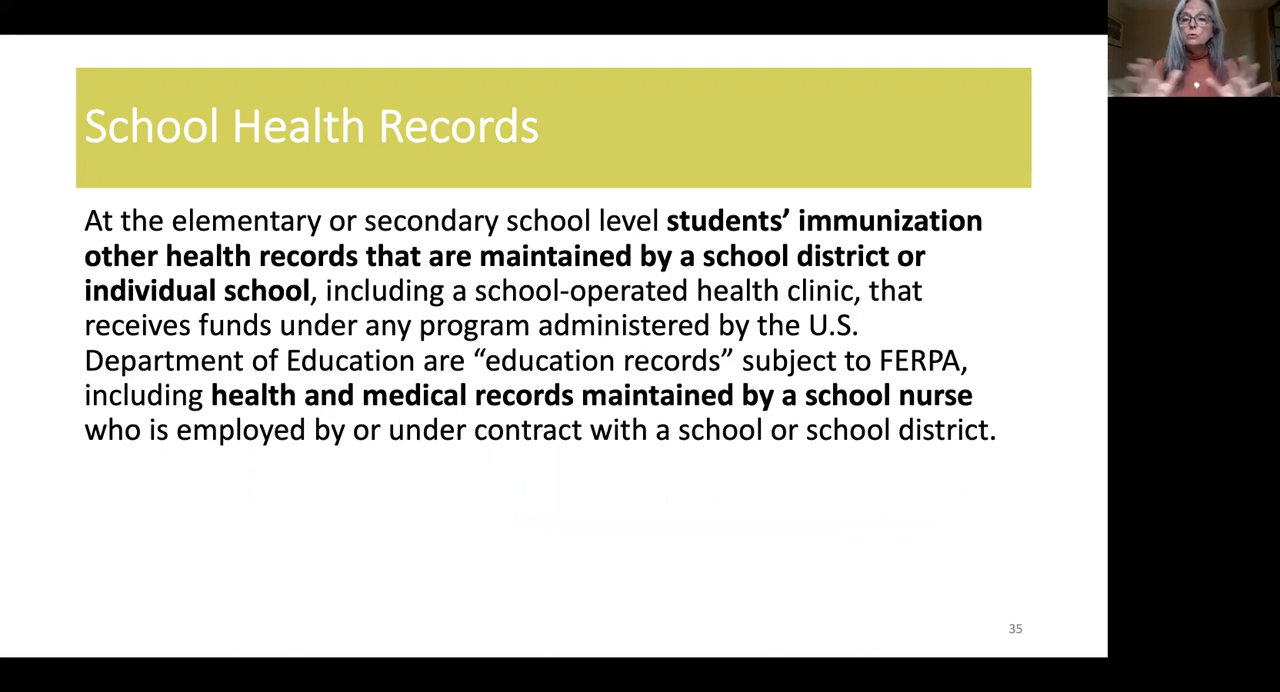 School Health Records
At the elementary or secondary school level students’ immunization
other health records that are maintained by a school district or
individual school, including a school-operated health clinic, that
receives funds under any program administered by the U.S.
Department of Education are “education records” subject to FERPA,
including health and medical records maintained by a school nurse
who is employed by or under contract with a school or school district.
35